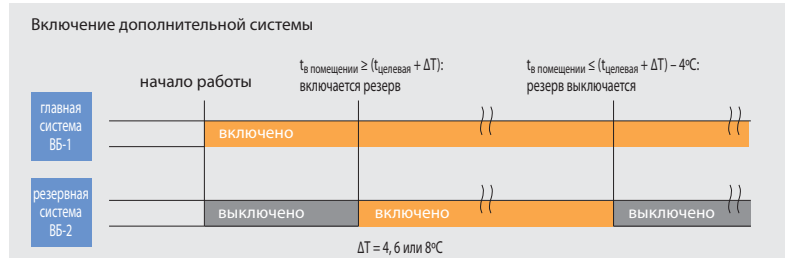 Включение дополнительной системы
начало работы
tв помещении ≥ (tцелевая + ΔT):
включается резерв
tв помещении ≤ (tцелевая + ΔT) – 4ºC:
резерв выключается
главная
система
ВБ-1
включено
резервная
система
ВБ-2
выключено
включено
выключено
ΔT = 4, 6 или 8ºC